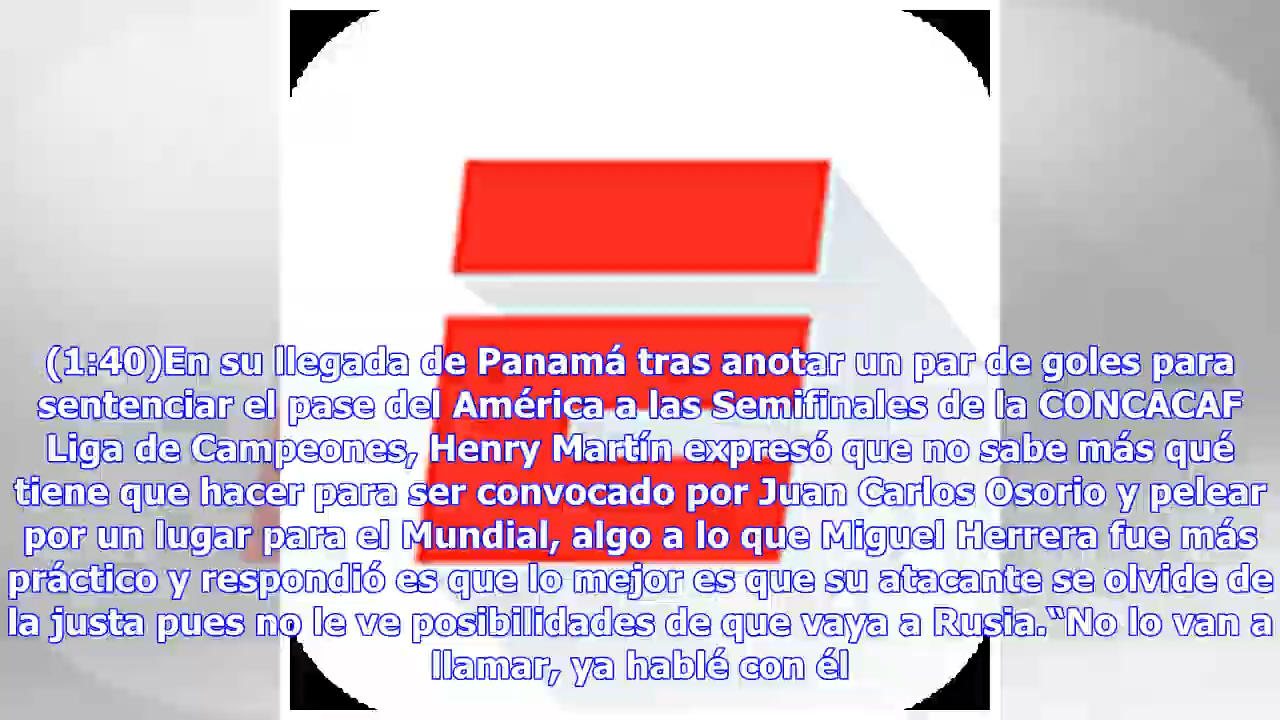 (1:40)En su llegada de Panamá tras anotar un par de goles para
sentenciar el pase del América a las Semifinales de la CONCACAF
Liga de Campeones, Henry Martín expresó que no sabe más qué
tiene que hacer para ser convocado por Juan Carlos Osorio y pelear
por un lugar para el Mundial, algo a lo que Miguel Herrera fue más
práctico y respondió es que lo mejor es que su atacante se olvide de
la justa pues no le ve posibilidades de que vaya a Rusia.“No lo van a
llamar, ya hablé con él